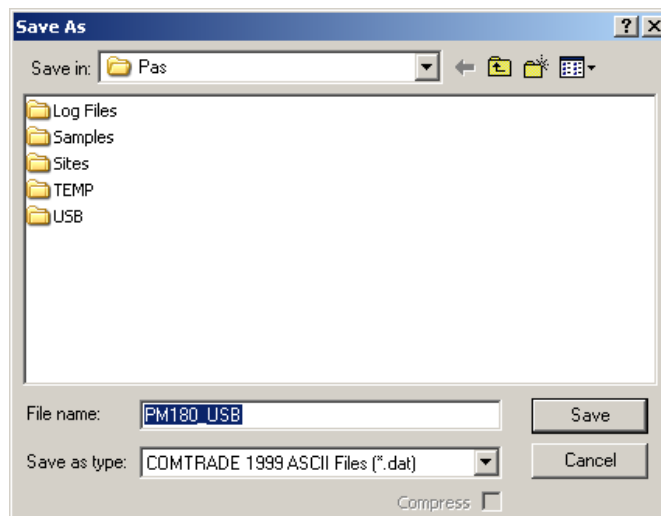 Save As
Save in: Pas
Log Files
Samples
Sites
TEMP
USB
File name: PM180_USB Save
Save as type: COMTRADE 1999 ASCII Files (*.dat) Cancel
Compress